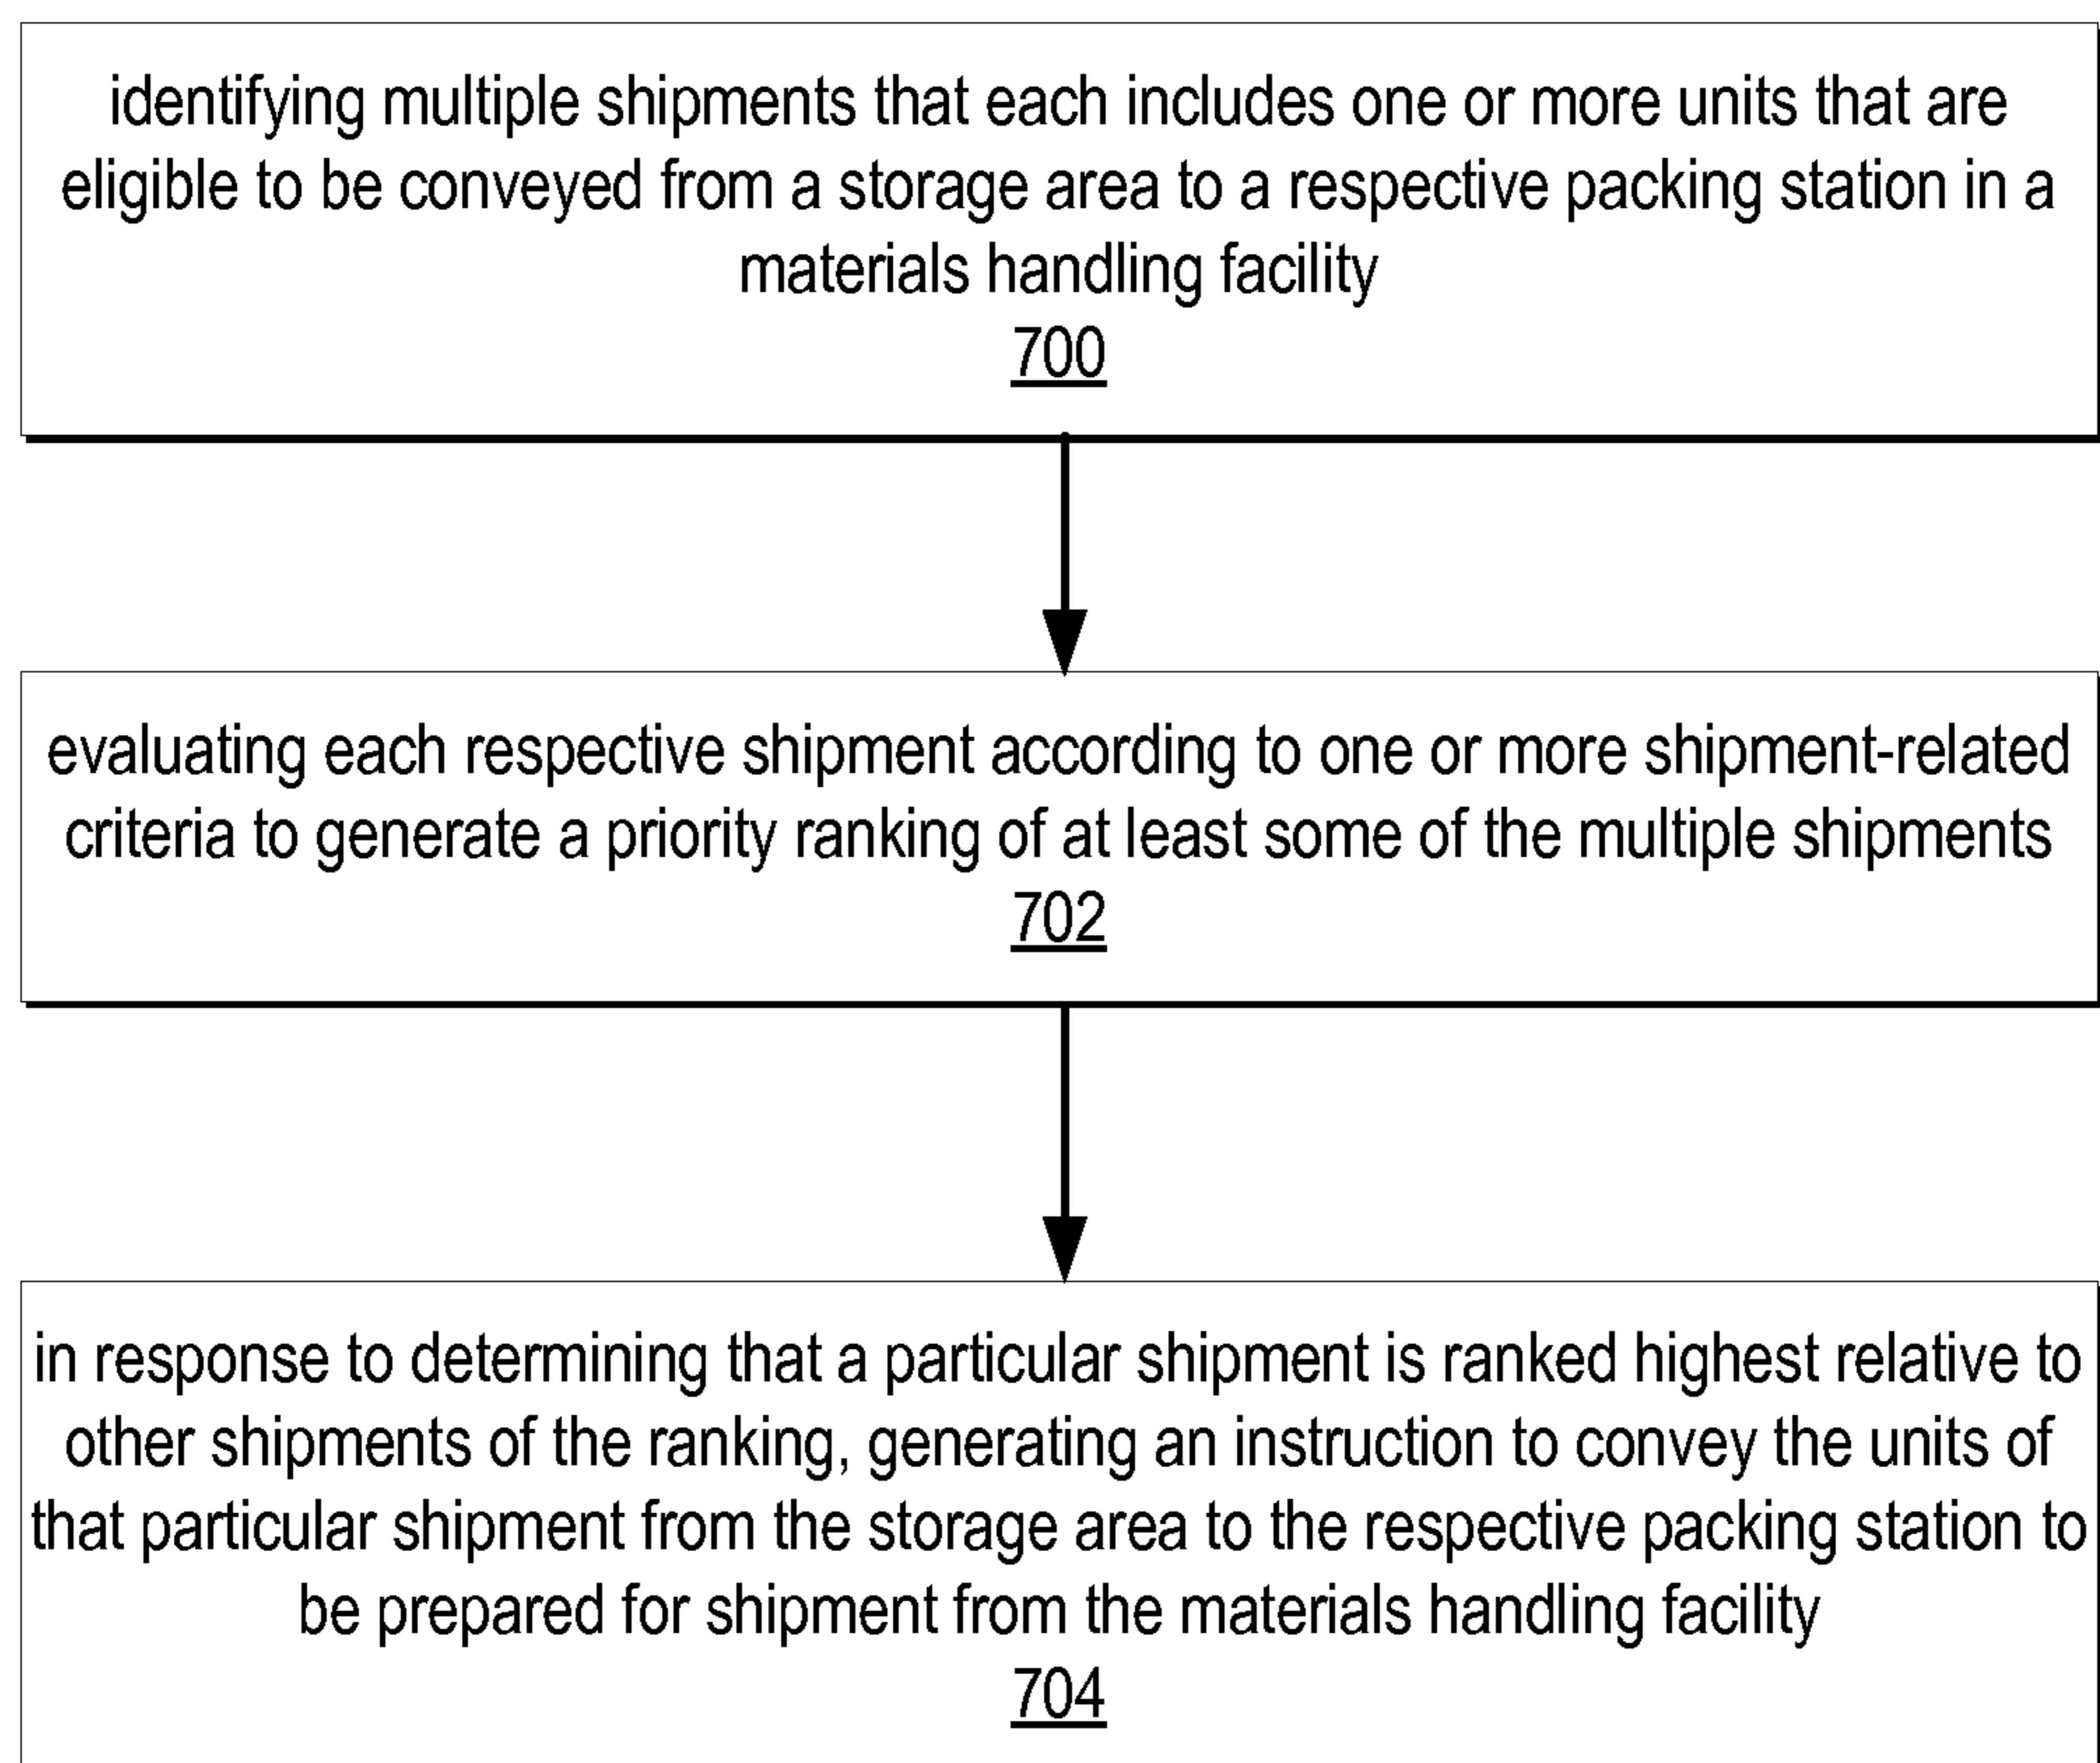 identifying multiple shipments that each includes one or more units that are
eligible to be conveyed from a storage area to a respective packing station in a
materials handling facility
700
evaluating each respective shipment according to one or more shipment-related
criteria to generate a priority ranking of at least some of the multiple shipments
702
in response to determining that a particular shipment is ranked highest relative to
other shipments of the ranking, generating an instruction to convey the units of
that particular shipment from the storage area to the respective packing station to
be prepared for shipment from the materials handling facility
704